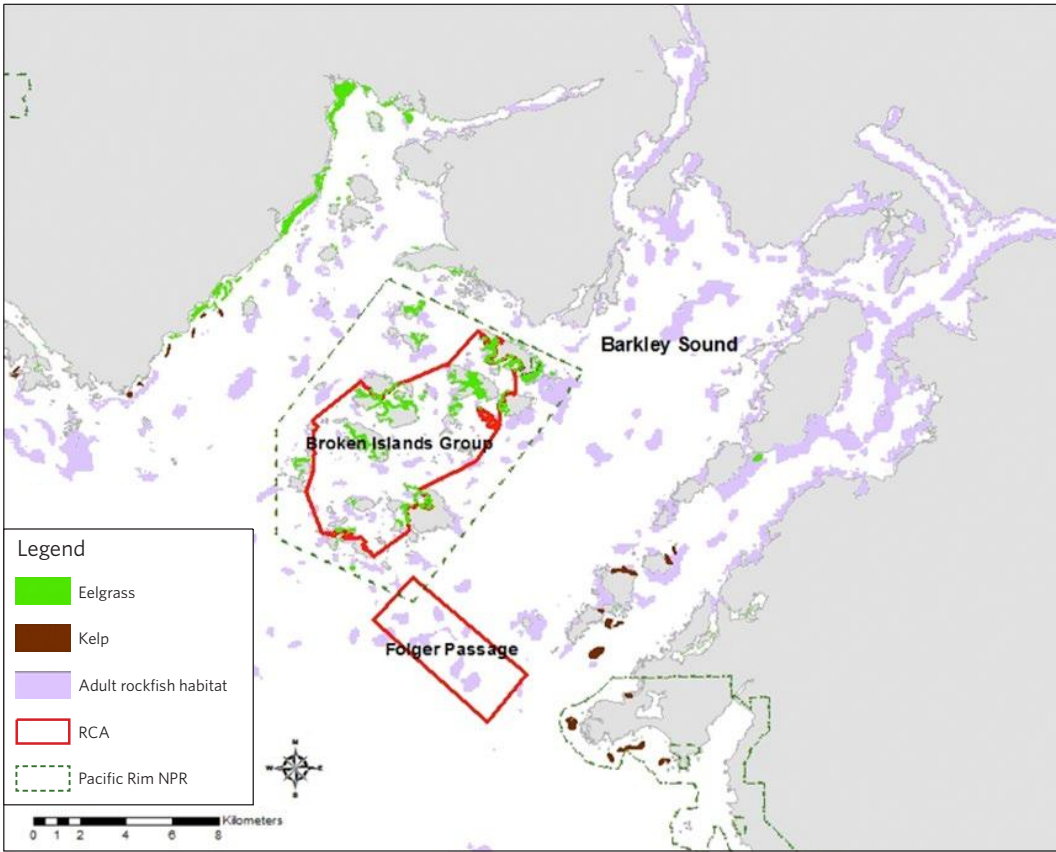 Barkley Sound
Broken Islands Group
Folger Passage
Legend
Eelgrass
Kelp
Adult rockfish habitat
RCA
Pacific Rim NPR
N
W E
S
Kilometers
0 1 2 4 6 8